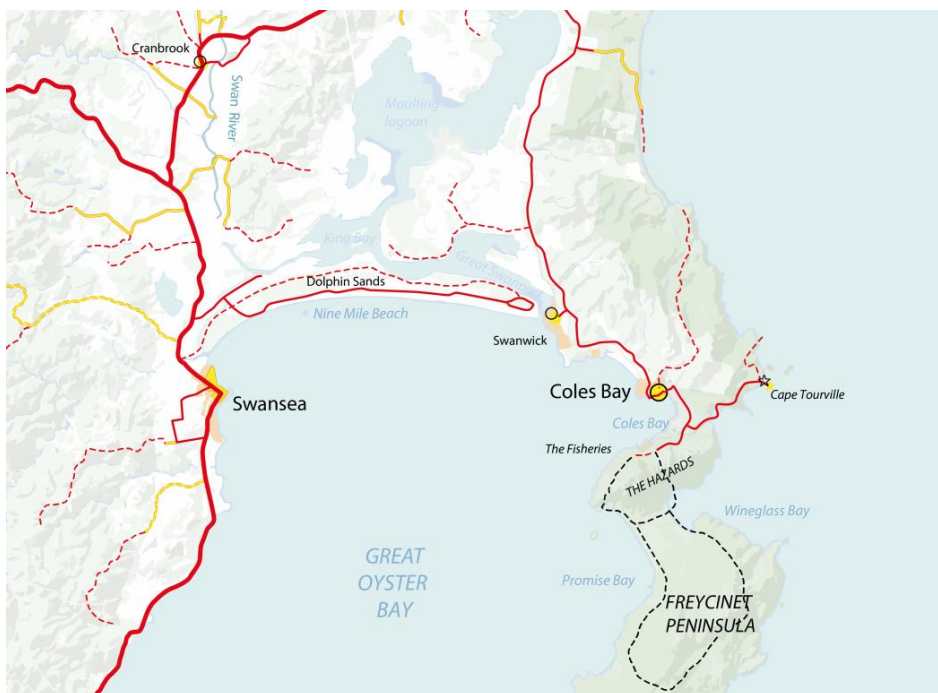 Cranbrook
Swan River
Moulting
lagoon
King Bay
Great Swanport
Dolphin Sands
Nine Mile Beach
Swanwick
Swansea
Coles Bay
Cape Tourville
Coles Bay
The Fisheries
THE HAZARDS
Wineglass Bay
GREAT
OYSTER
BAY
Promise Bay
FREYCINET
PENINSULA